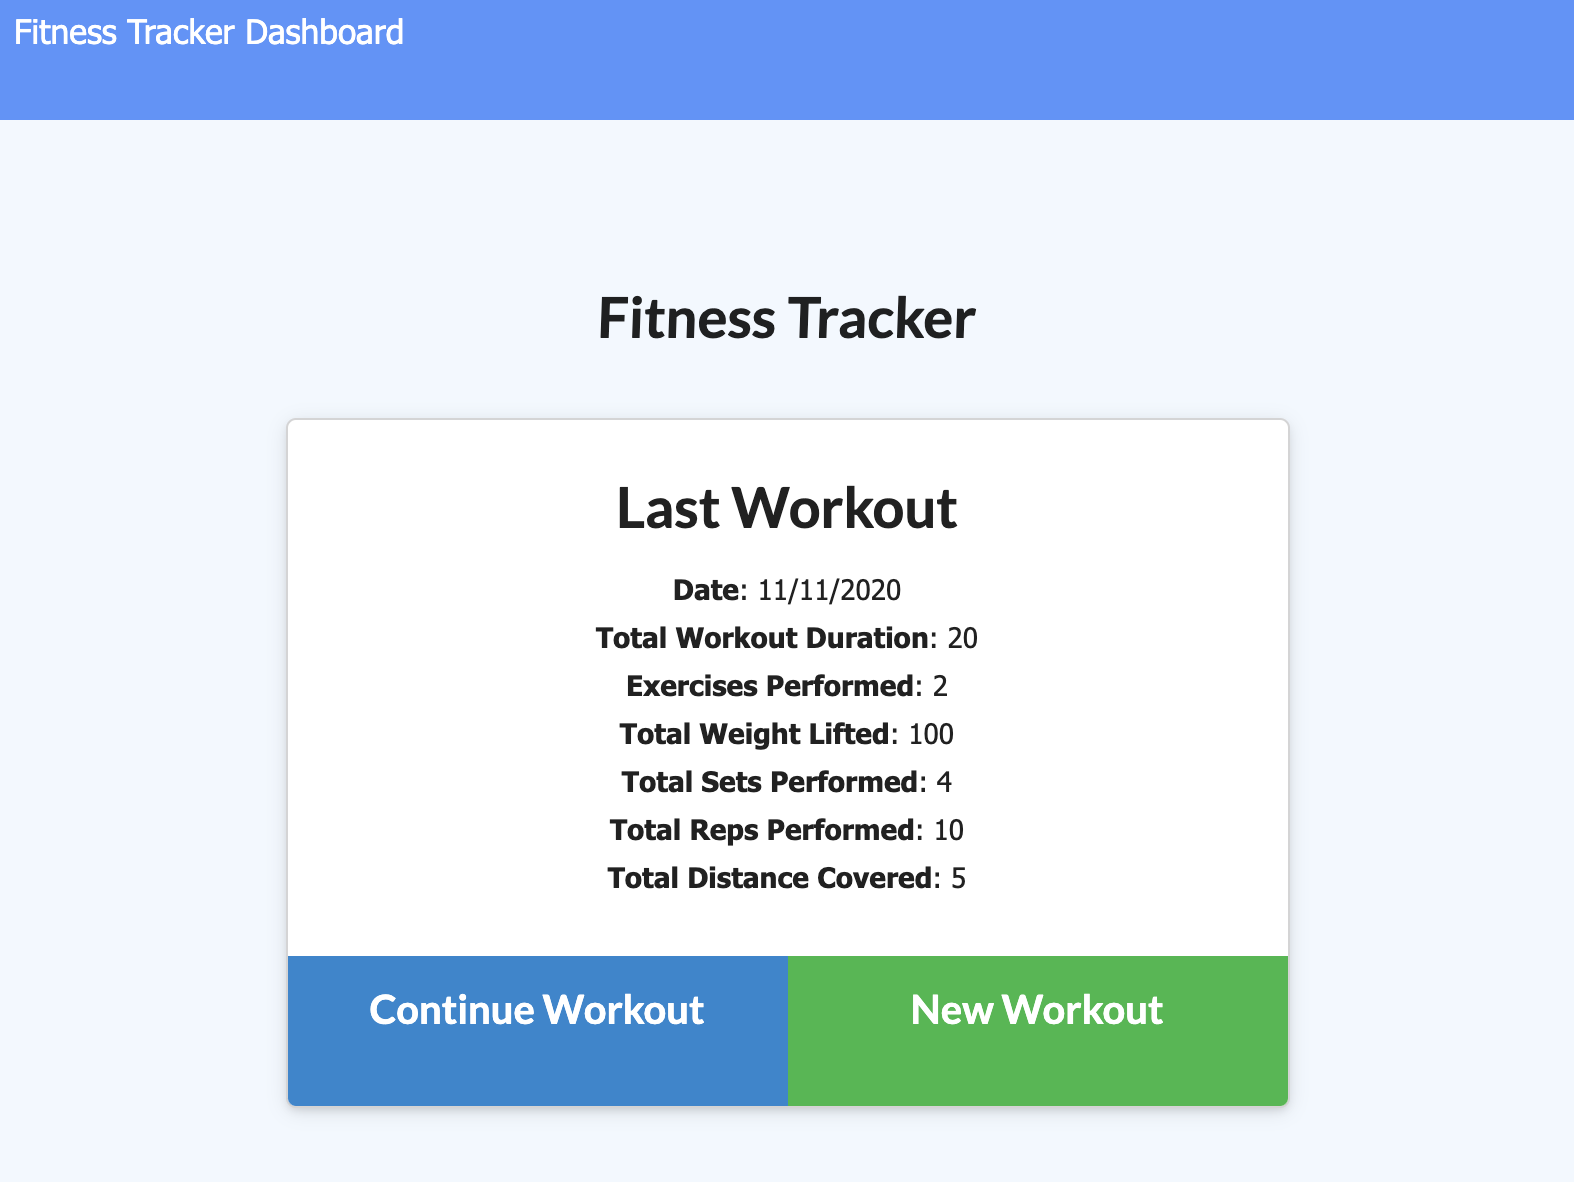 Fitness Tracker Dashboard
Fitness Tracker
Last Workout
Date: 11/11/2020
Total Workout Duration: 20
Exercises Performed: 2
Total Weight Lifted: 100
Total Sets Performed: 4
Total Reps Performed: 10
Total Distance Covered: 5
Continue Workout
New Workout